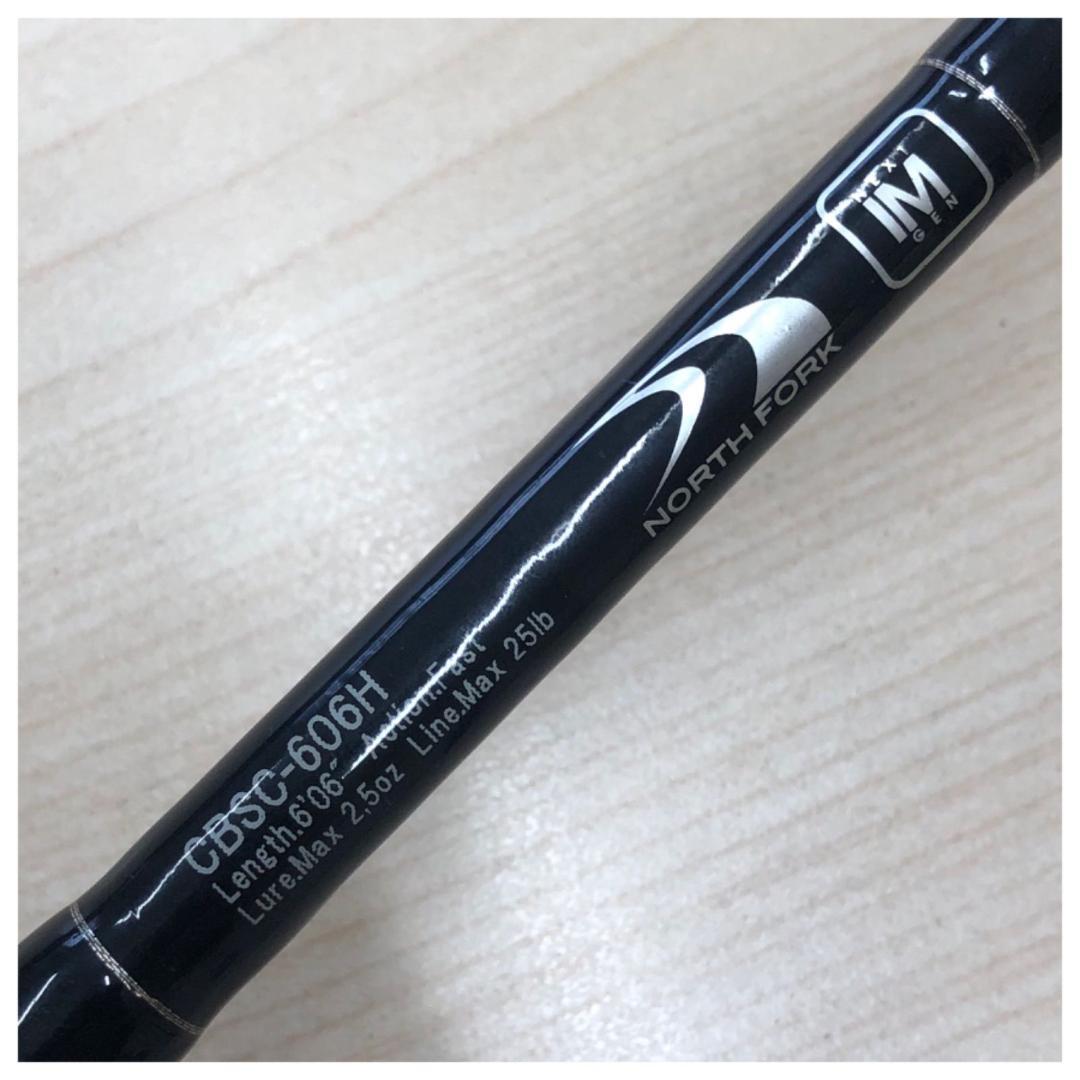 NEXT
IM
GEN
NORTH FORK
CBSC-606H
Length.6'06" Action.Fast
Lure.Max 2,5oz Line.Max 25lb